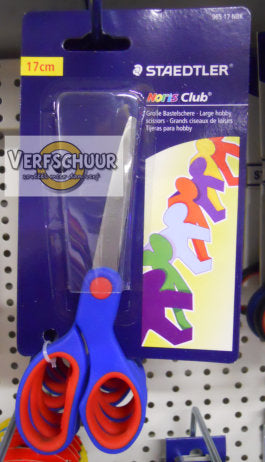 965 17 NBK
17cm
STAEDTLER
Noris Club
Große Bastelschere · Large hobby
scissors · Grands ciseaux de loisirs
Tijeras para hobby
VERFSCHUUR